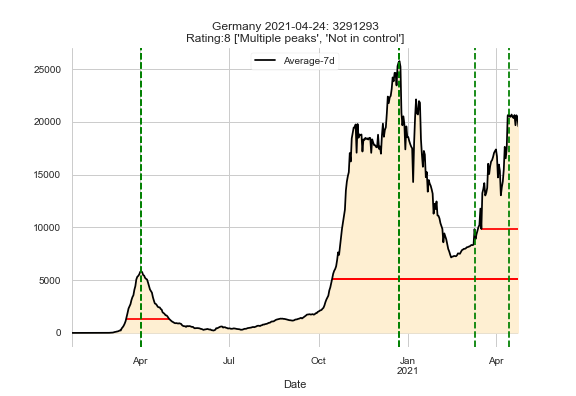 Germany 2021-04-24: 3291293
Rating:8 ['Multiple peaks', 'Not in control']
Average-7d
25000
20000
15000
10000
5000
0
Apr
Jul
Oct
Jan
2021
Apr
Date